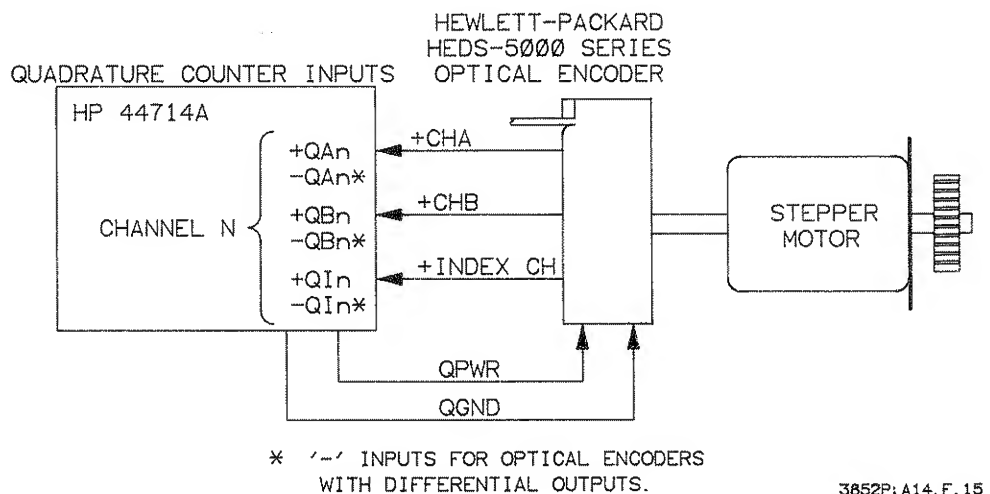 HEWLETT-PACKARD
HEDS-5000 SERIES
OPTICAL ENCODER
QUADRATURE COUNTER INPUTS
HP 44714A
+CHA
+QAn
-QAn*
+CHB
+QBn
-QBn*
CHANNEL N
STEPPER
MOTOR
+INDEX CH
+QIn
-QIn*
QPWR
QGND
* '-' INPUTS FOR OPTICAL ENCODERS
WITH DIFFERENTIAL OUTPUTS.
3852P:A14.F.15